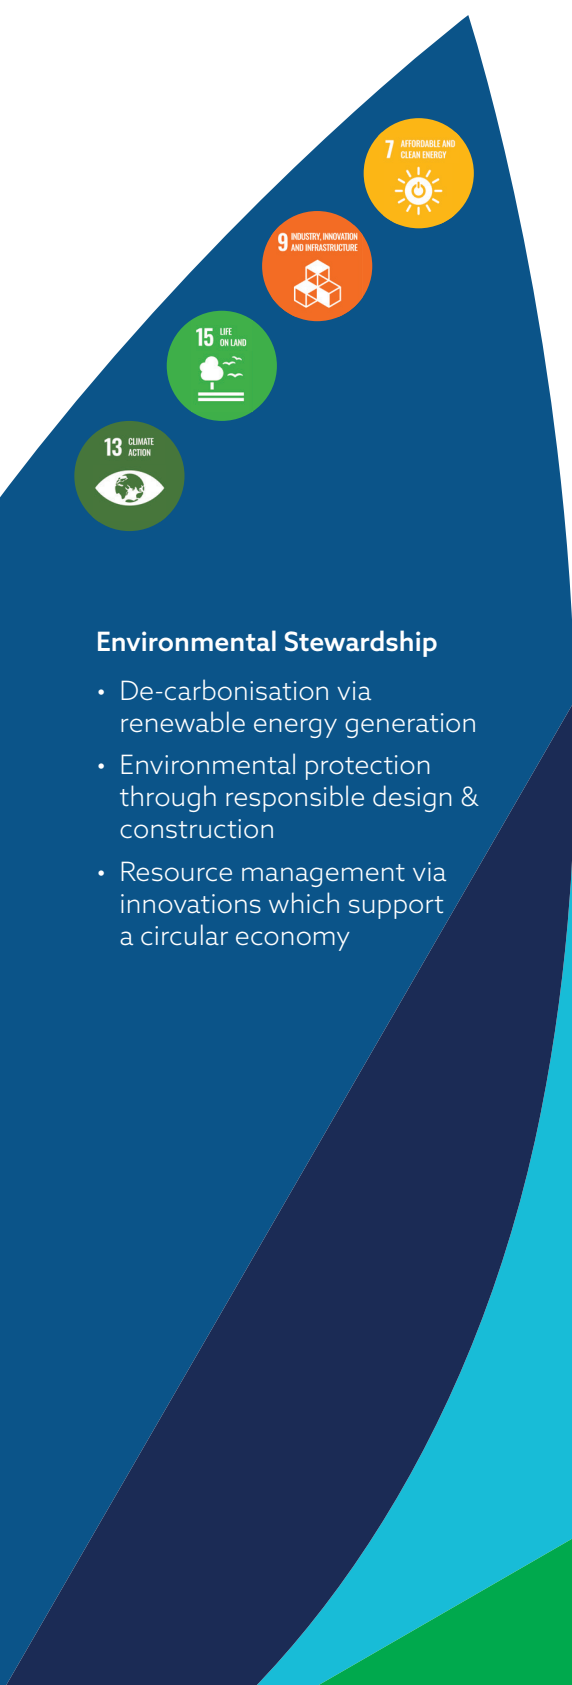 7 AFFORDABLE AND
CLEAN ENERGY
9 INDUSTRY, INNOVATION
AND INFRASTRUCTURE
15 LIFE
ON LAND
13 CLIMATE
ACTION
Environmental Stewardship
• De-carbonisation via
renewable energy generation
• Environmental protection
through responsible design &
construction
• Resource management via
innovations which support
a circular economy